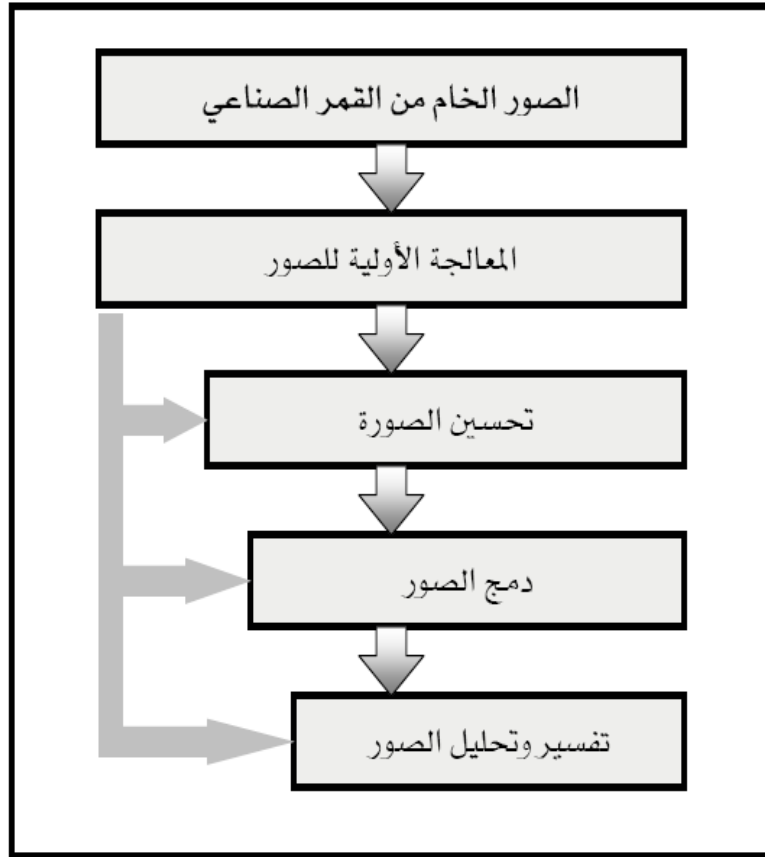 الصور الخام من القمر الصناعي
المعالجة الأولية للصور
تحسين الصورة
دمج الصور
تفسير وتحليل الصور